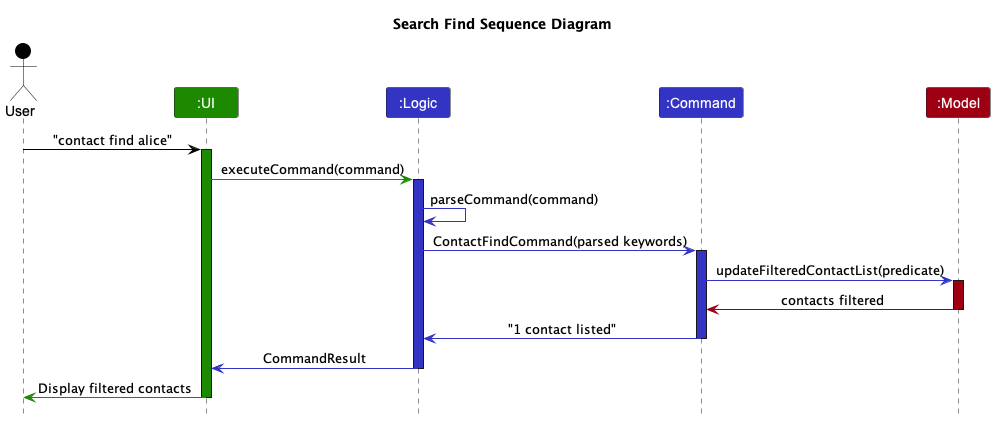 Search Find Sequence Diagram
User
:UI
:Logic
:Command
:Model
"contact find alice"
executeCommand(command)
parseCommand(command)
ContactFindCommand(parsed keywords)
updateFilteredContactList(predicate)
contacts filtered
"1 contact listed"
CommandResult
Display filtered contacts